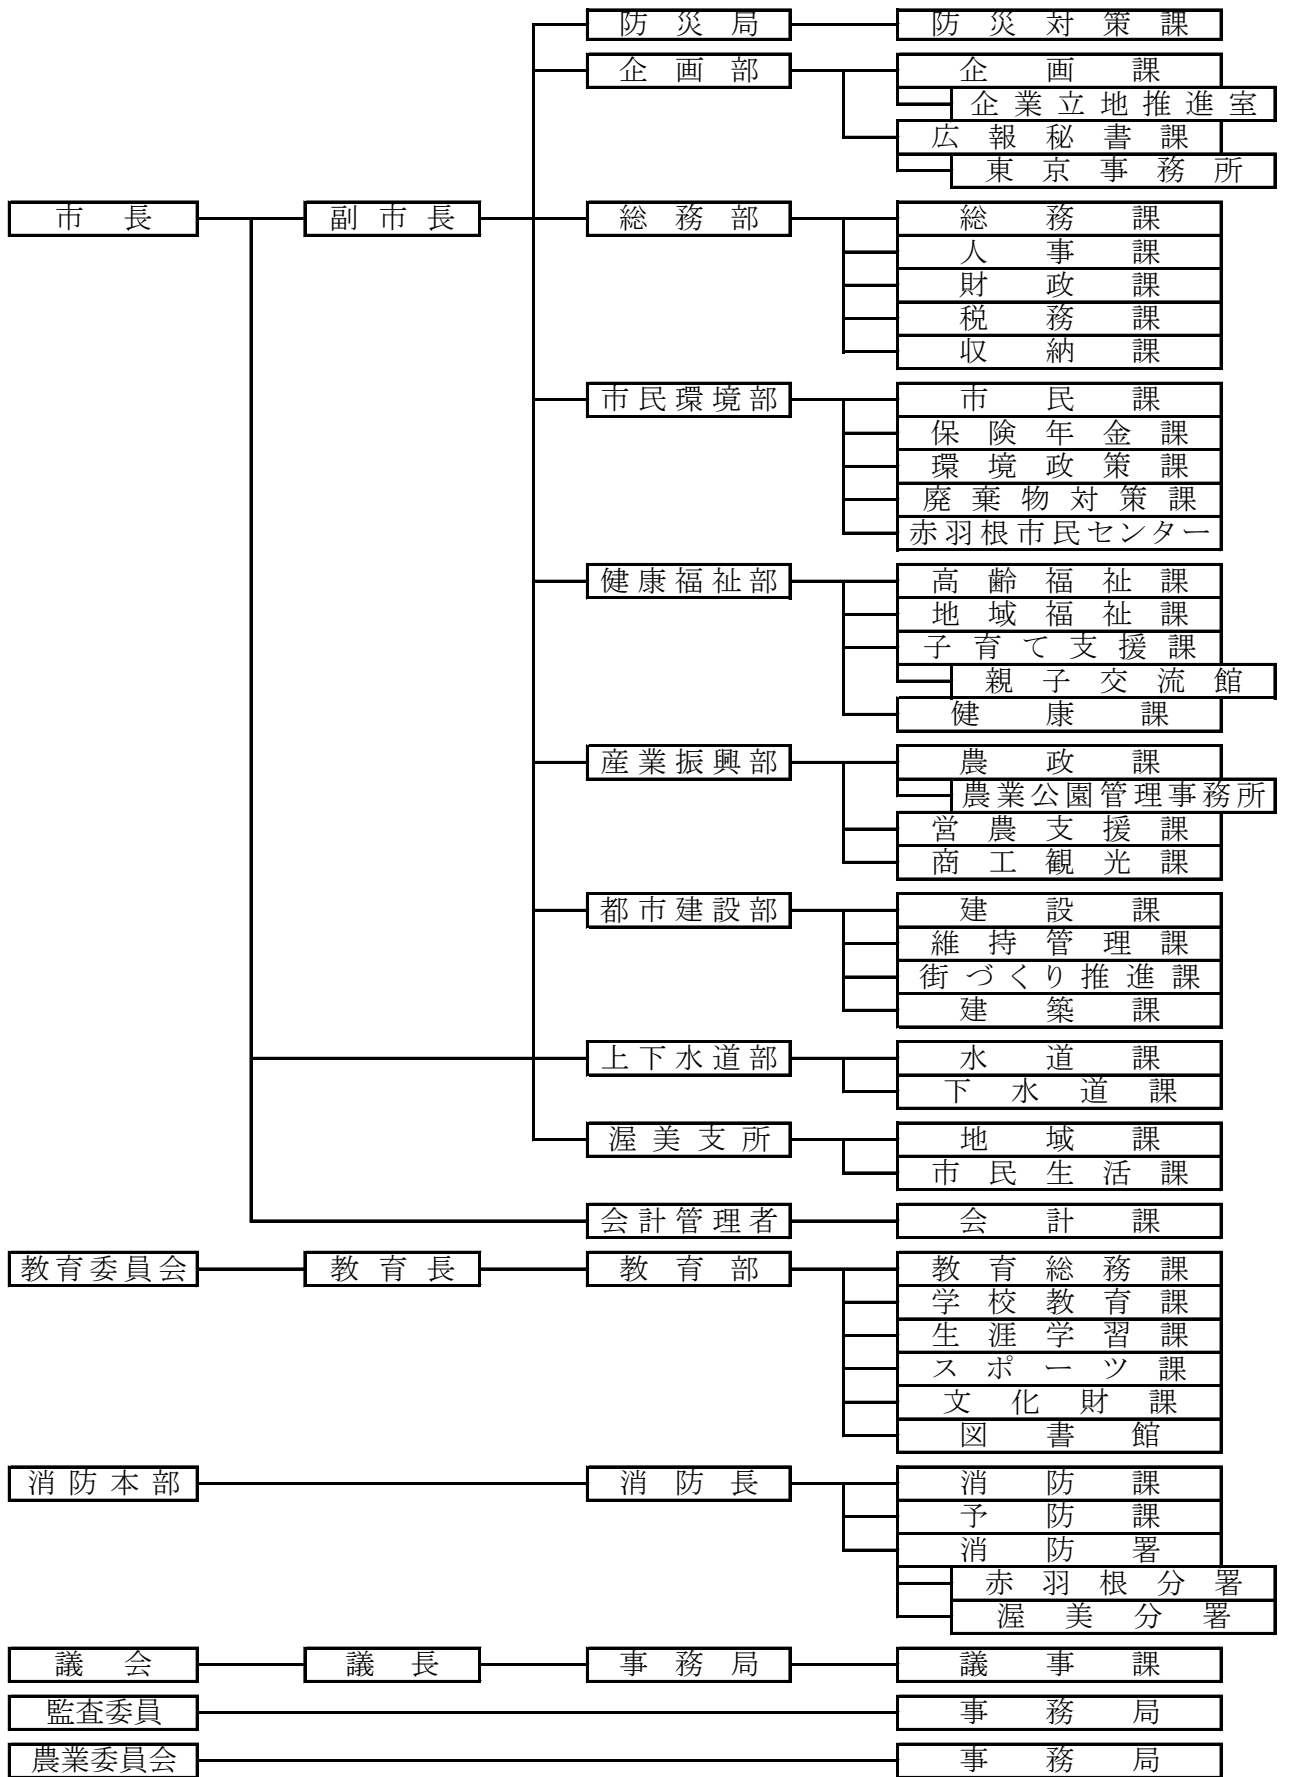 防災局 防災対策課
企画部 企画課
企業立地推進室
広報秘書課
東京事務所
市長 副市長 総務部 総務課
人事課
財政課
税務課
収納課
市民環境部 市民課
保険年金課
環境政策課
廃棄物対策課
赤羽根市民センター
健康福祉部 高齢福祉課
地域福祉課
子育て支援課
親子交流館
健康課
産業振興部 農政課
農業公園管理事務所
営農支援課
商工観光課
都市建設部 建設課
維持管理課
街づくり推進課
建築課
上下水道部 水道課
下水道課
渥美支所 地域課
市民生活課
会計管理者 会計課
教育委員会 教育長 教育部 教育総務課
学校教育課
生涯学習課
スポーツ課
文化財課
図書館
消防本部 消防長 消防課
予防課
消防署
赤羽根分署
渥美分署
議会 議長 事務局 議事課
監査委員 事務局
農業委員会 事務局